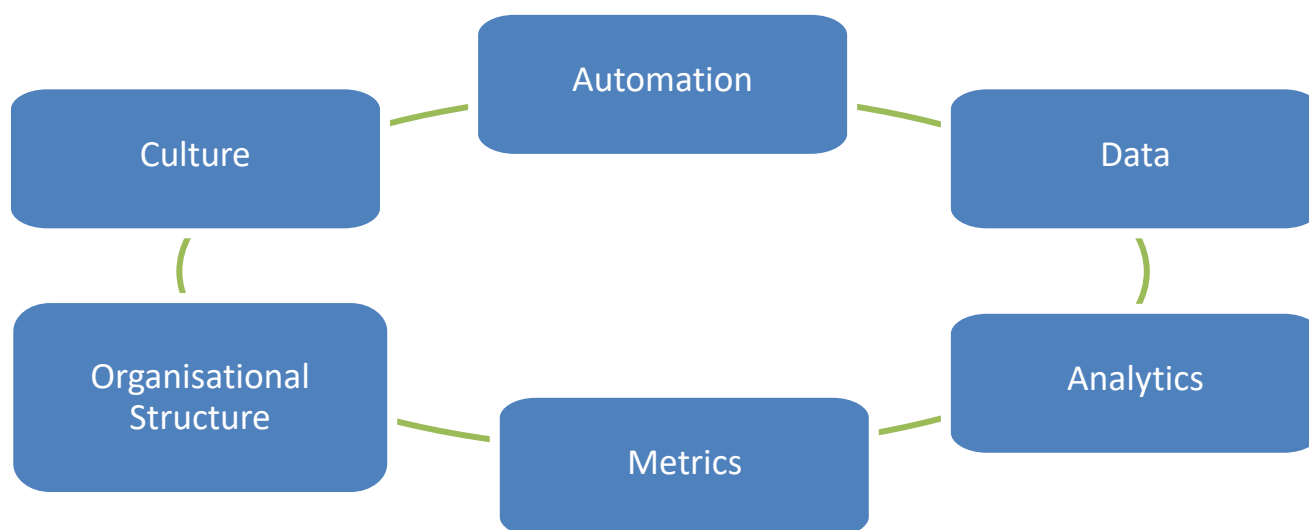 Automation
Culture
Data
Organisational
Structure
Analytics
Metrics